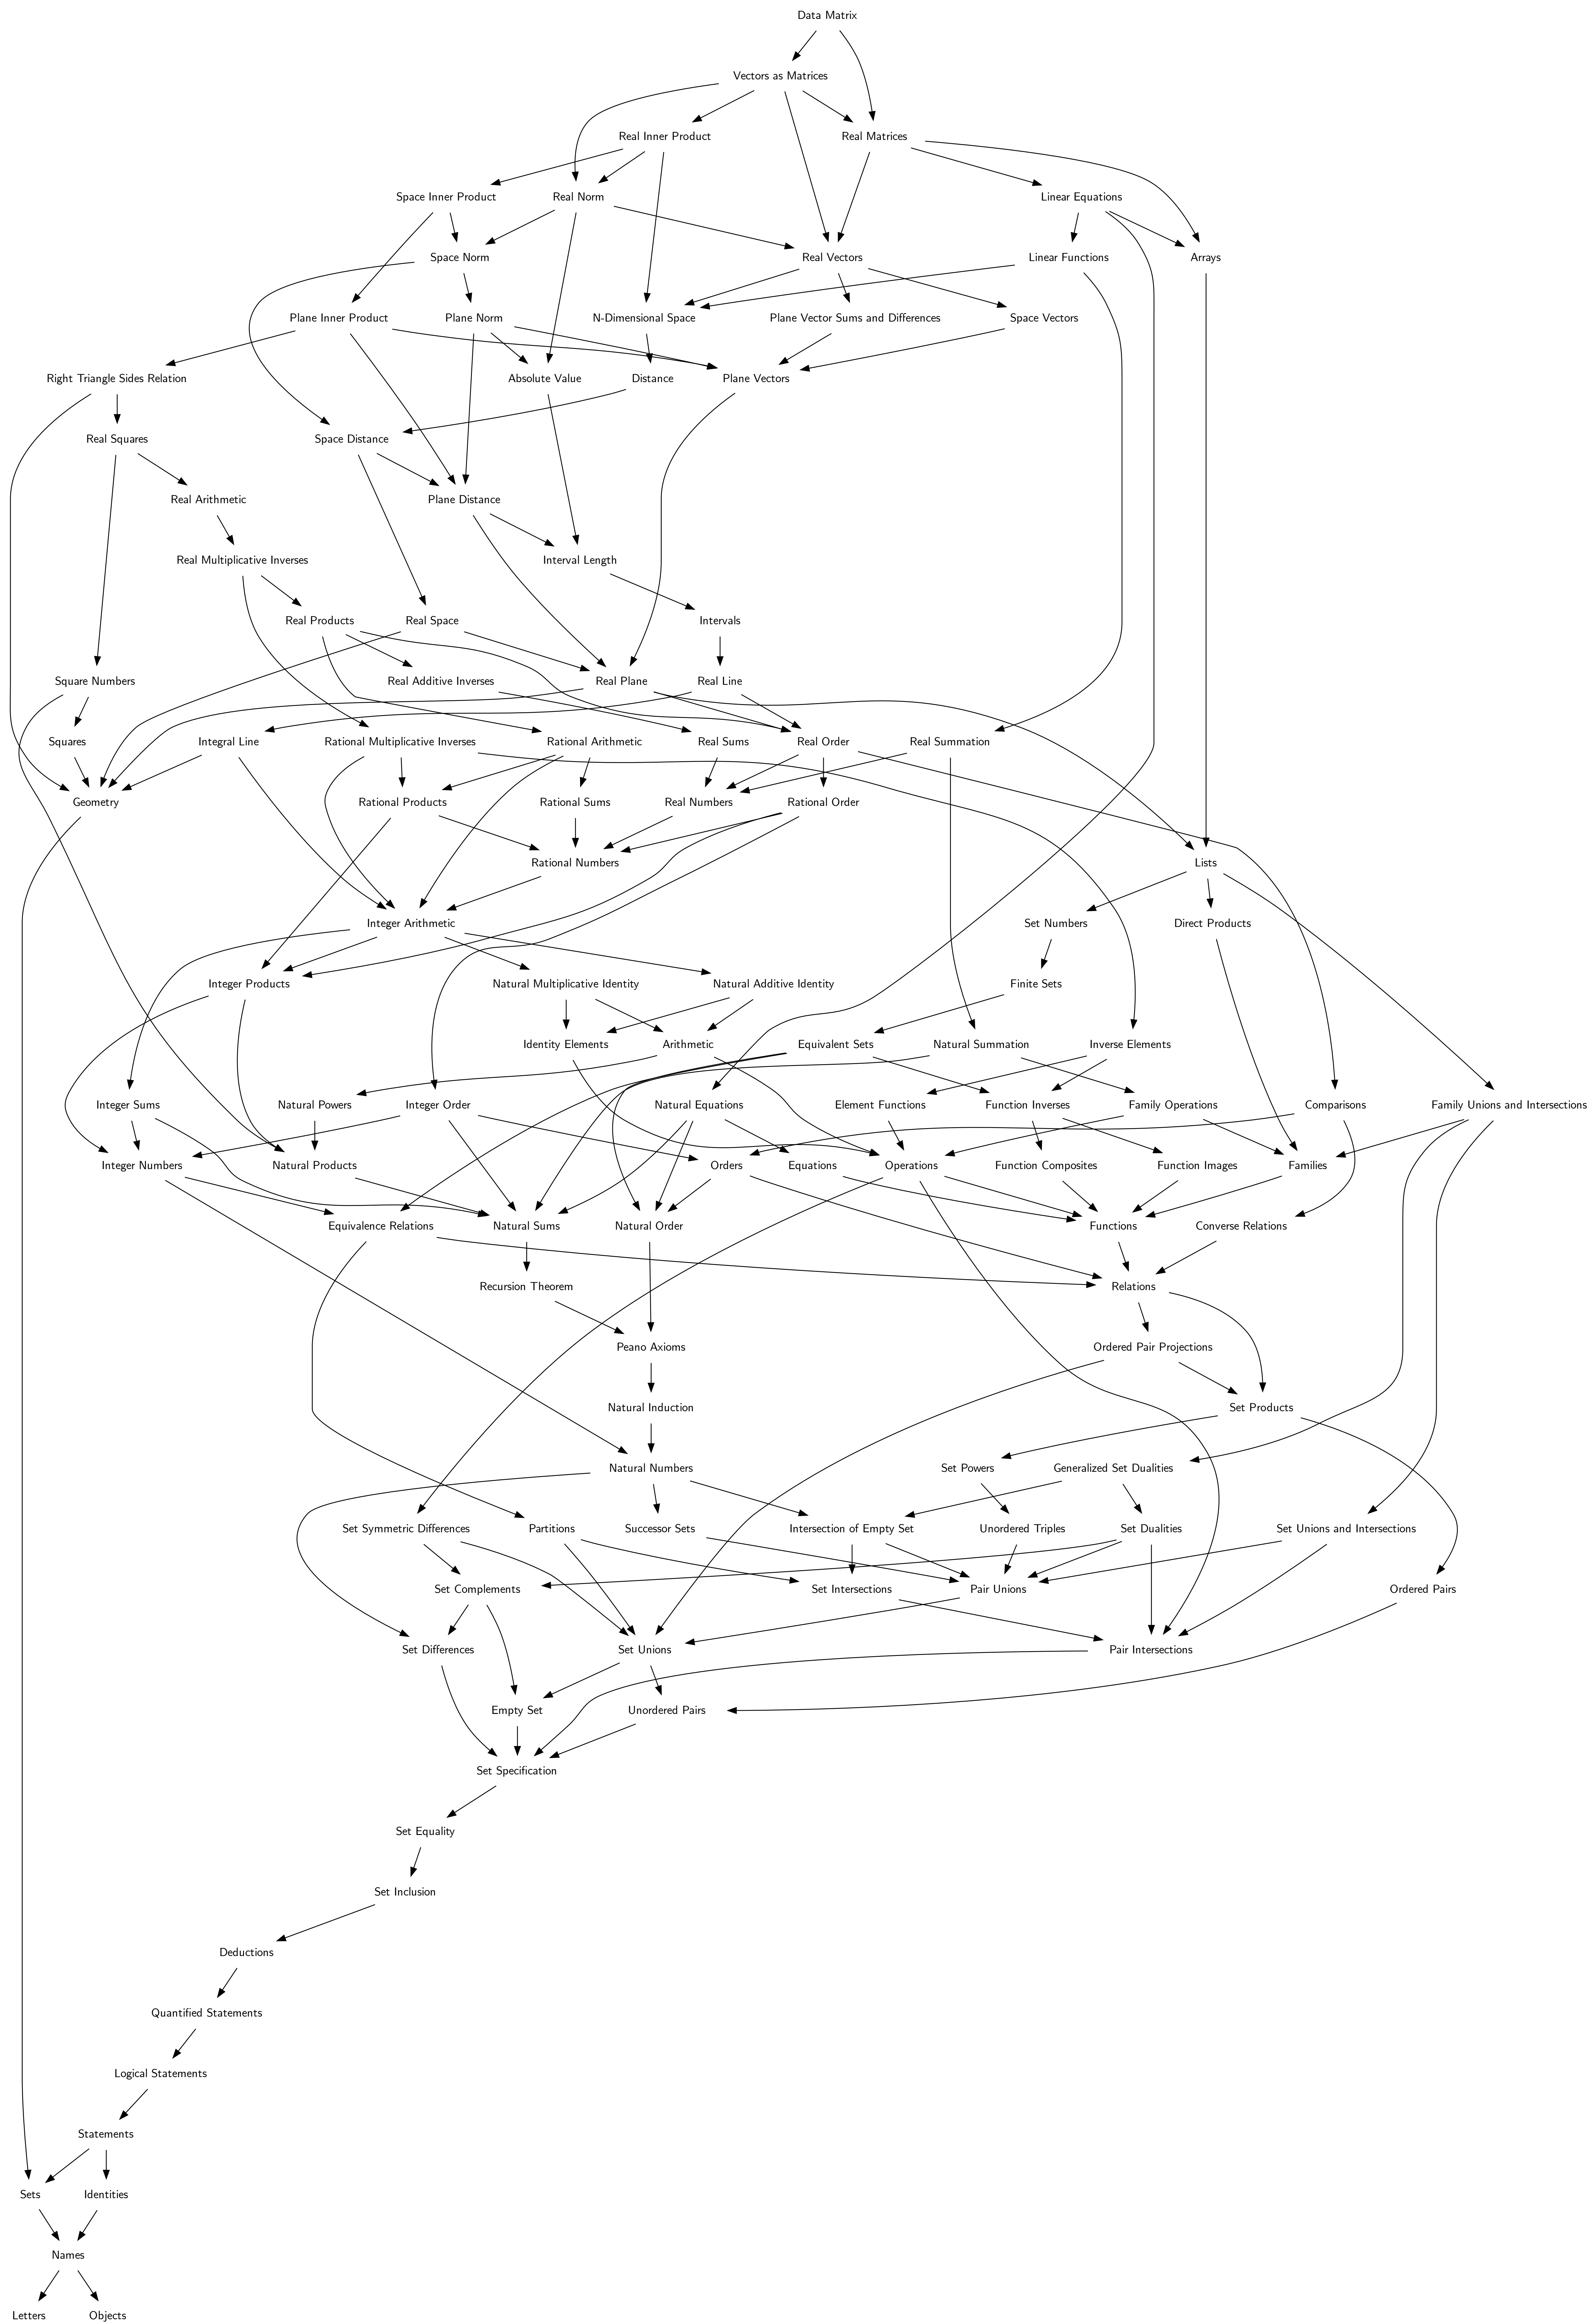 Data Matrix
Vectors as Matrices
Real Inner Product
Real Matrices
Space Inner Product
Real Norm
Linear Equations
Space Norm
Real Vectors
Linear Functions
Arrays
Plane Inner Product
Plane Norm
N-Dimensional Space
Plane Vector Sums and Differences
Space Vectors
Right Triangle Sides Relation
Absolute Value
Distance
Plane Vectors
Real Squares
Space Distance
Real Arithmetic
Plane Distance
Real Multiplicative Inverses
Interval Length
Real Products
Real Space
Intervals
Square Numbers
Real Additive Inverses
Real Plane
Real Line
Squares
Integral Line
Rational Multiplicative Inverses
Rational Arithmetic
Real Sums
Real Order
Real Summation
Geometry
Rational Products
Rational Sums
Real Numbers
Rational Order
Rational Numbers
Lists
Integer Arithmetic
Set Numbers
Direct Products
Integer Products
Natural Multiplicative Identity
Natural Additive Identity
Finite Sets
Identity Elements
Arithmetic
Equivalent Sets
Natural Summation
Inverse Elements
Integer Sums
Natural Powers
Integer Order
Natural Equations
Element Functions
Function Inverses
Family Operations
Comparisons
Family Unions and Intersections
Integer Numbers
Natural Products
Orders
Equations
Operations
Function Composites
Function Images
Families
Equivalence Relations
Natural Sums
Natural Order
Functions
Converse Relations
Recursion Theorem
Relations
Peano Axioms
Ordered Pair Projections
Natural Induction
Set Products
Natural Numbers
Set Powers
Generalized Set Dualities
Set Symmetric Differences
Partitions
Successor Sets
Intersection of Empty Set
Unordered Triples
Set Dualities
Set Unions and Intersections
Set Complements
Set Intersections
Pair Unions
Ordered Pairs
Set Differences
Set Unions
Pair Intersections
Empty Set
Unordered Pairs
Set Specification
Set Equality
Set Inclusion
Deductions
Quantified Statements
Logical Statements
Statements
Sets
Identities
Names
Letters
Objects